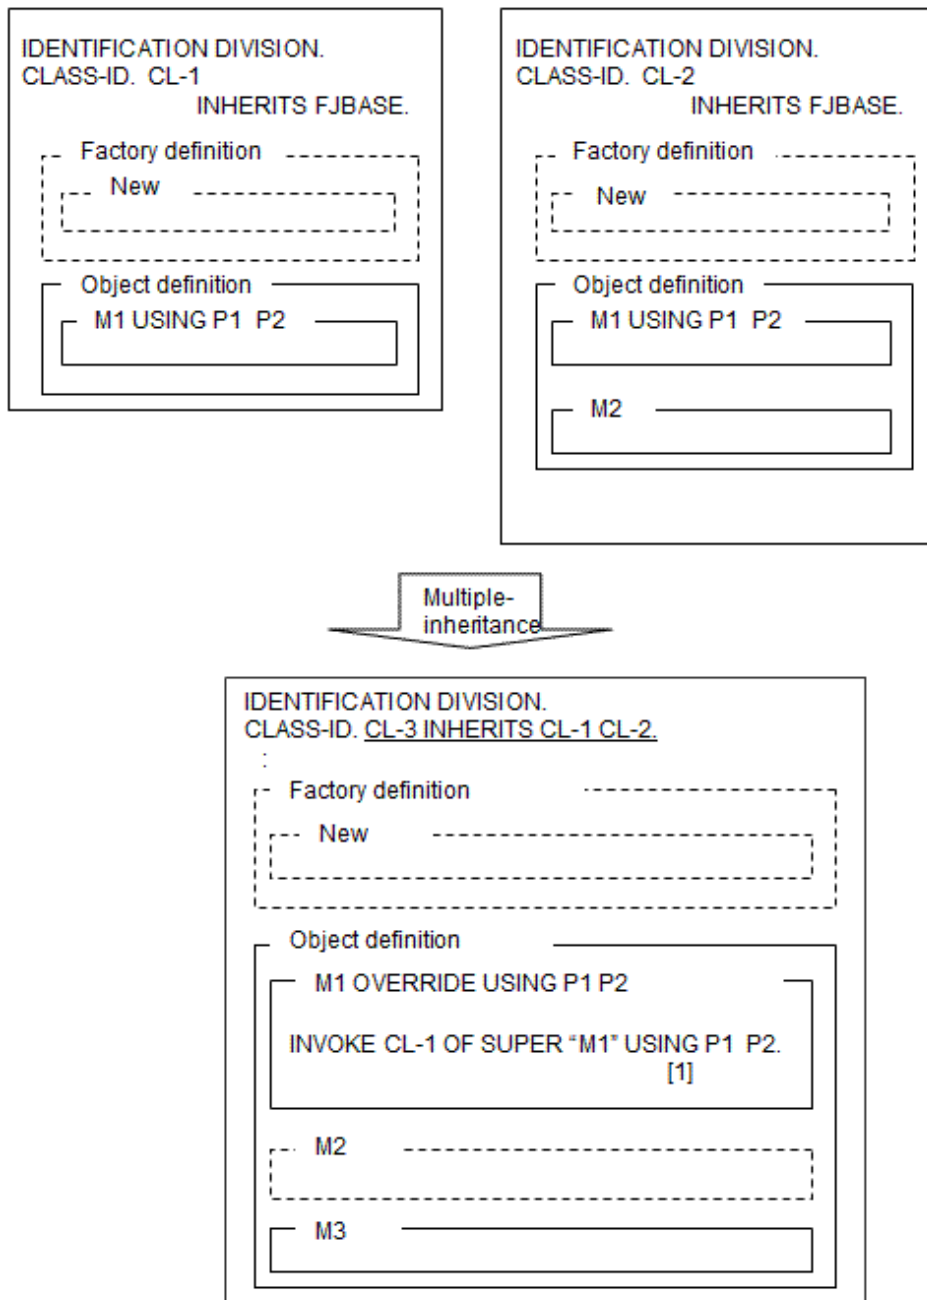 IDENTIFICATION DIVISION.
CLASS-ID. CL-1
INHERITS FJBASE.
Factory definition
New
Object definition
M1 USING P1 P2
IDENTIFICATION DIVISION.
CLASS-ID. CL-2
INHERITS FJBASE.
Factory definition
New
Object definition
M1 USING P1 P2
M2
Multiple-
inheritance
IDENTIFICATION DIVISION.
CLASS-ID. CL-3 INHERITS CL-1 CL-2.
:
Factory definition
New
Object definition
M1 OVERRIDE USING P1 P2
INVOKE CL-1 OF SUPER “M1” USING P1 P2.
[1]
M2
M3